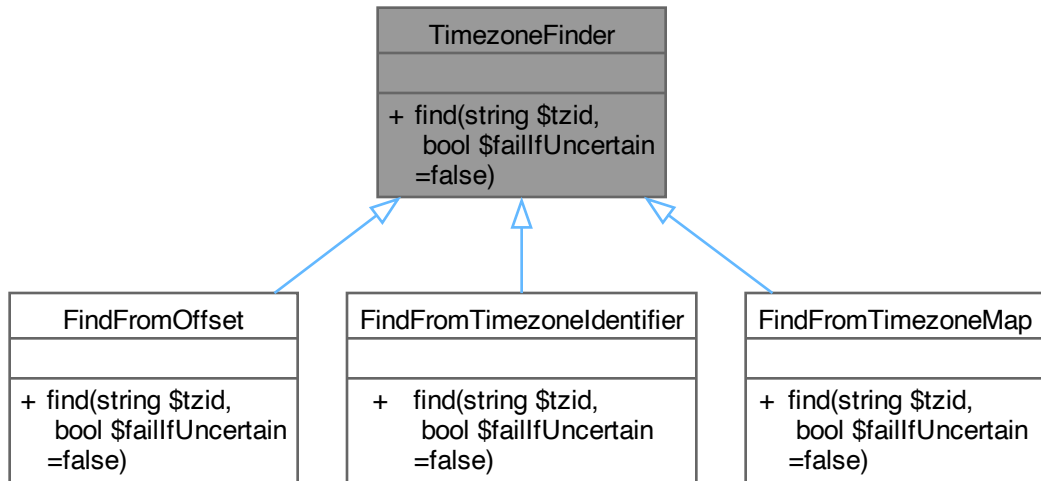 TimezoneFinder
+ find(string $tzid,
bool $failIfUncertain
=false)
FindFromOffset
+ find(string $tzid,
bool $failIfUncertain
=false)
FindFromTimezoneIdentifier
+ find(string $tzid,
bool $failIfUncertain
=false)
FindFromTimezoneMap
+ find(string $tzid,
bool $failIfUncertain
=false)